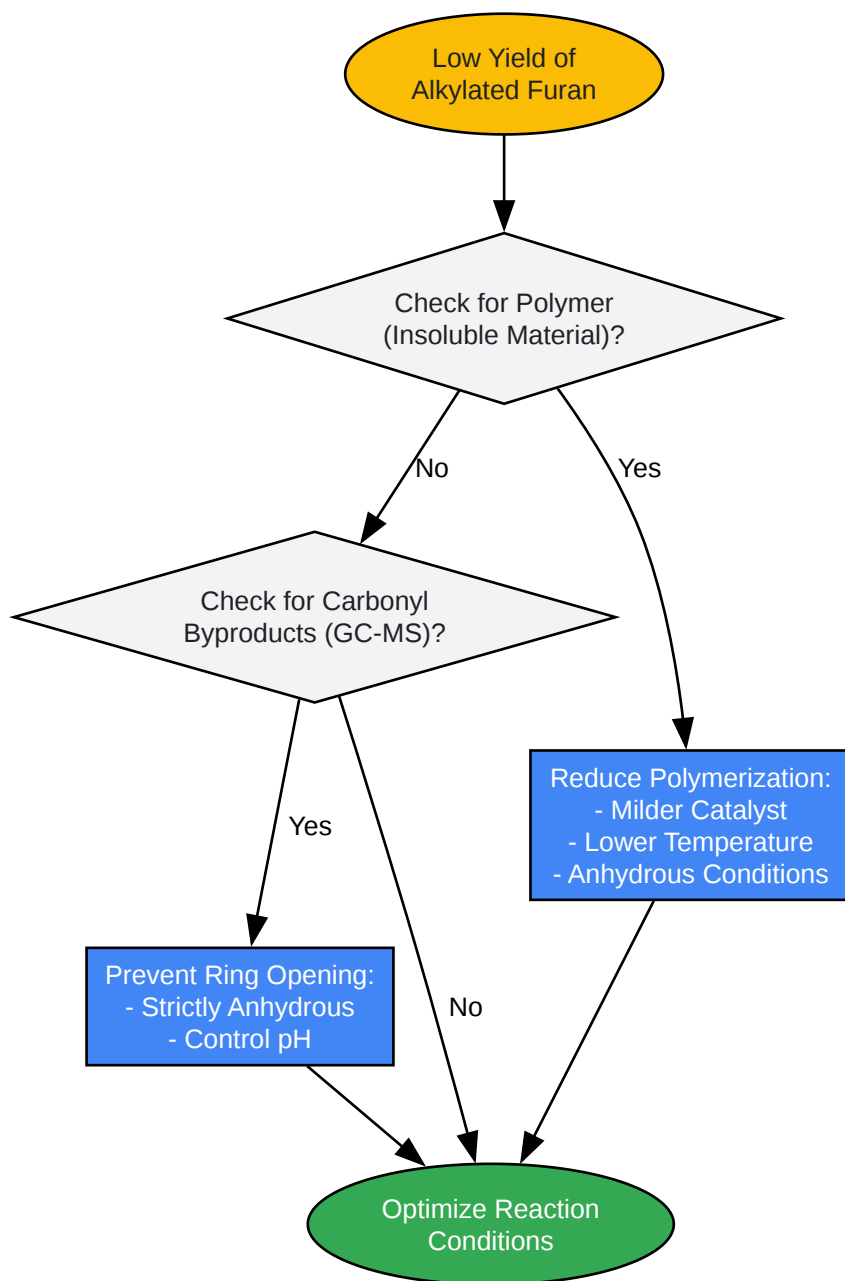 Low Yield of
Alkylated Furan
Check for Polymer
(Insoluble Material)?
No
Yes
Check for Carbonyl
Byproducts (GC-MS)?
Reduce Polymerization:
- Milder Catalyst
- Lower Temperature
- Anhydrous Conditions
Yes
Prevent Ring Opening:
- Strictly Anhydrous
- Control pH
No
Optimize Reaction
Conditions